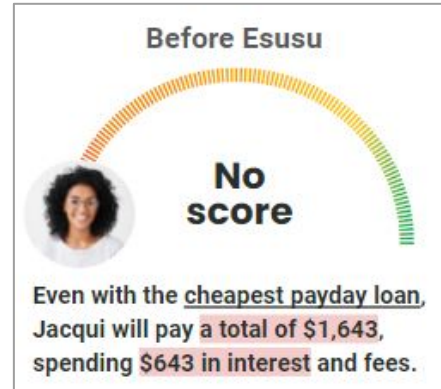 Before Esusu
No
score
Even with the cheapest payday loan,
Jacqui will pay a total of $1,643,
spending $643 in interest and fees.